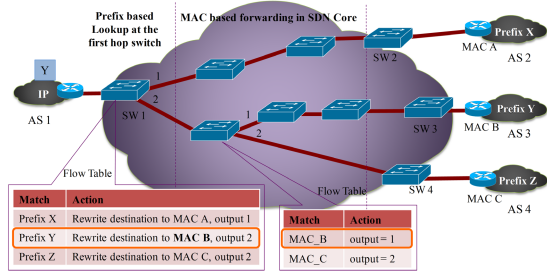 Prefix based
Lookup at the
first hop switch
MAC based forwarding in SDN Core
Y
IP
AS 1
SW 1
1
2
1
2
SW 2
MAC A
Prefix X
AS 2
SW 3
MAC B
Prefix Y
AS 3
SW 4
MAC C
Prefix Z
AS 4
Flow Table
Match Action
Prefix X Rewrite destination to MAC A, output 1
Prefix Y Rewrite destination to MAC B, output 2
Prefix Z Rewrite destination to MAC C, output 2
Flow Table
Match Action
MAC_B output = 1
MAC_C output = 2